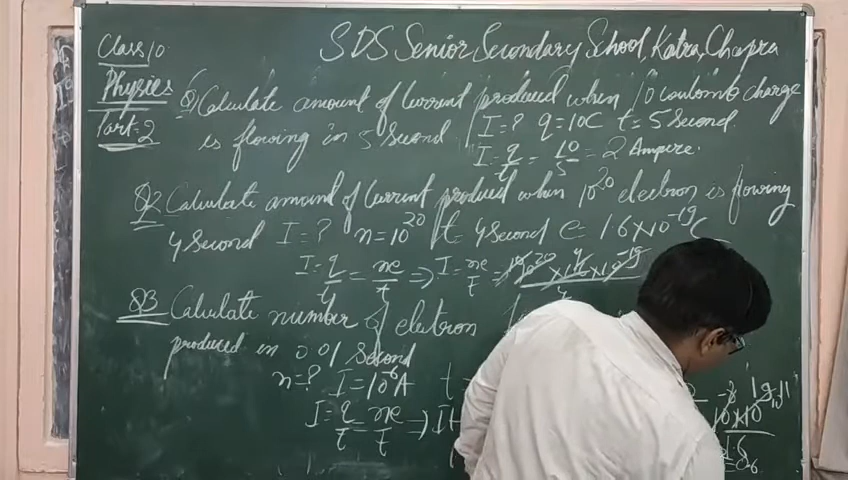 Class 10
SDS Senior Secondary School, Katra, Chapra
Physics
Part-2
Q Calculate amount of Current produced when 10 coulomb charge
is flowing in 5 Second I=? q=10C t=5 Second
I=q/t=10/5=2 Ampere.
Q2 Calculate amount of Current produced when 10^20 electron is flowing
4 Second I=? n=10^20 t=4 Second e=1.6×10^-19 C
I=q/t=ne/t⇒I=ne/t=
Q3 Calculate number of electron
produced in 0.01 Second
n=? I=10^-6 A t=
I=q/t=ne/t⇒